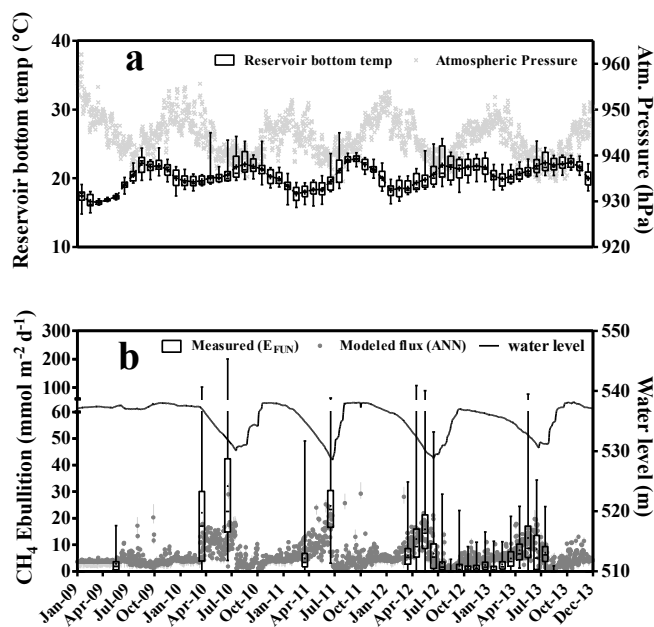 a
Reservoir bottom temp
Atmospheric Pressure
Reservoir bottom temp (°C)
40
30
20
10
Atm. Pressure (hPa)
960
950
940
930
920
b
Measured (EFUN)
Modeled flux (ANN)
water level
CH4 Ebullition (mmol m-2 d-1)
300
200
100
60
50
40
30
20
10
0
Water level (m)
550
540
530
520
510
Jan-09
Apr-09
Jul-09
Oct-09
Jan-10
Apr-10
Jul-10
Oct-10
Jan-11
Apr-11
Jul-11
Oct-11
Jan-12
Apr-12
Jul-12
Oct-12
Jan-13
Apr-13
Jul-13
Oct-13
Dec-13